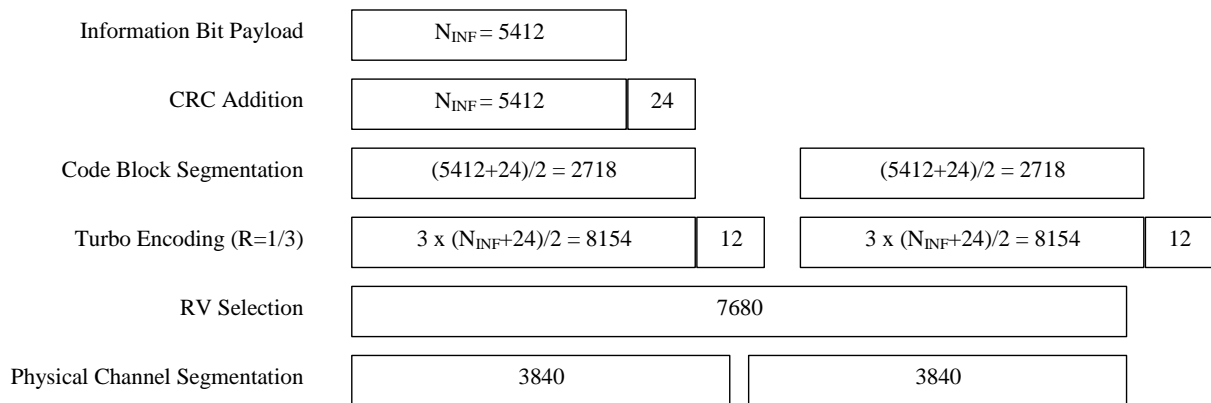 Information Bit Payload N_INF = 5412
CRC Addition N_INF = 5412 24
Code Block Segmentation (5412+24)/2 = 2718 (5412+24)/2 = 2718
Turbo Encoding (R=1/3) 3 x (N_INF+24)/2 = 8154 12 3 x (N_INF+24)/2 = 8154 12
RV Selection 7680
Physical Channel Segmentation 3840 3840